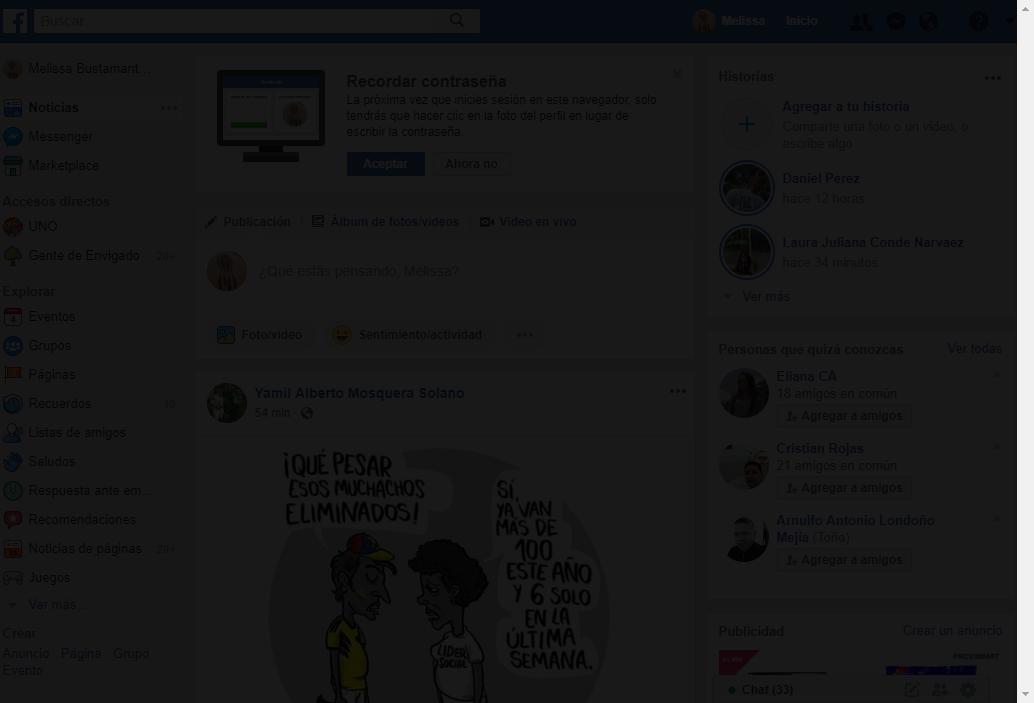 Buscar
Melissa
Inicio
Melissa Bustamant...
Noticias
Messenger
Marketplace
Accesos directos
UNO
Gente de Envigado 20+
Explorar
Eventos
Grupos
Páginas
Recuerdos 10
Listas de amigos
Saludos
Respuesta ante em...
Recomendaciones
Noticias de páginas 20+
Juegos
Ver más...
Crear
Anuncio Página Grupo
Evento
Recordar contraseña
La próxima vez que inicies sesión en este navegador, solo
tendrás que hacer clic en la foto del perfil en lugar de
escribir la contraseña.
Aceptar
Ahora no
Publicación
Álbum de fotos/videos
Video en vivo
¿Qué estás pensando, Melissa?
Foto/video
Sentimiento/actividad
Yamil Alberto Mosquera Solano
54 min
¡QUÉ PESAR
ESOS MUCHACHOS
ELIMINADOS!
SÍ,
YA VAN
MÁS DE
100
ESTE AÑO
Y 6 SOLO
EN LA
ÚLTIMA
SEMANA.
LIDER
SOCIAL
Historias
Agregar a tu historia
Comparte una foto o un video, o
escribe algo
Daniel Perez
hace 12 horas
Laura Juliana Conde Narvaez
hace 34 minutos
Ver más
Personas que quizá conozcas
Ver todas
Eliana CA
18 amigos en común
Agregar a amigos
Cristian Rojas
21 amigos en común
Agregar a amigos
Arnulfo Antonio Londoño
Mejía (Toño)
Agregar a amigos
Publicidad
Crear un anuncio
Chat (33)